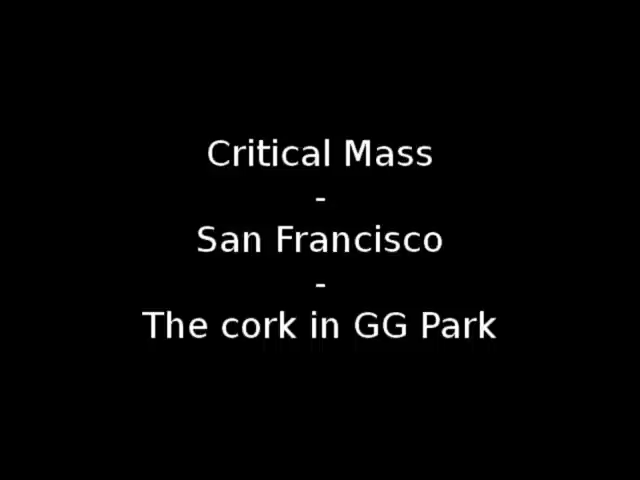 Critical Mass
-
San Francisco
-
The cork in GG Park